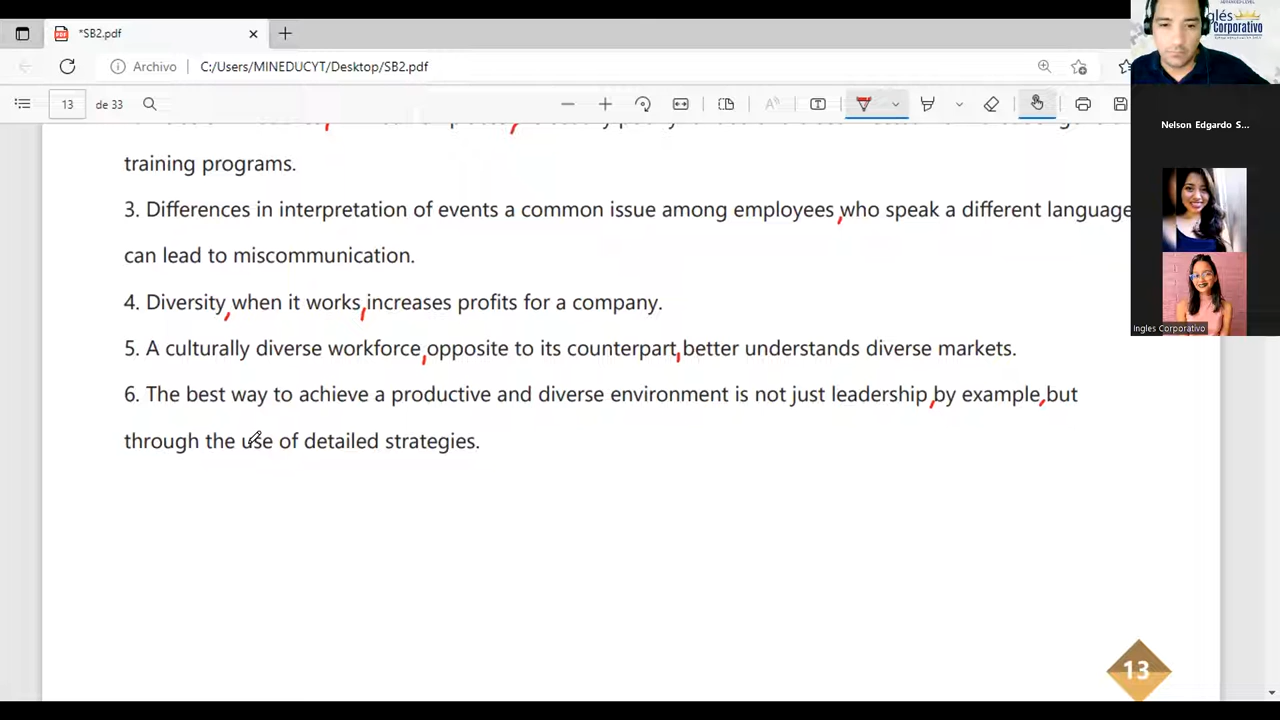 *SB2.pdf
Archivo
C:/Users/MINEDUCYT/Desktop/SB2.pdf
ADVANCED LEVEL
glés
Corporativo
13
de 33
Nelson Edgardo S...
training programs.
3. Differences in interpretation of events a common issue among employees,who speak a different language
can lead to miscommunication.
4. Diversity,when it works,increases profits for a company.
5. A culturally diverse workforce,opposite to its counterpart,better understands diverse markets.
6. The best way to achieve a productive and diverse environment is not just leadership,by example,but
through the use of detailed strategies.
Ingles Corporativo
13